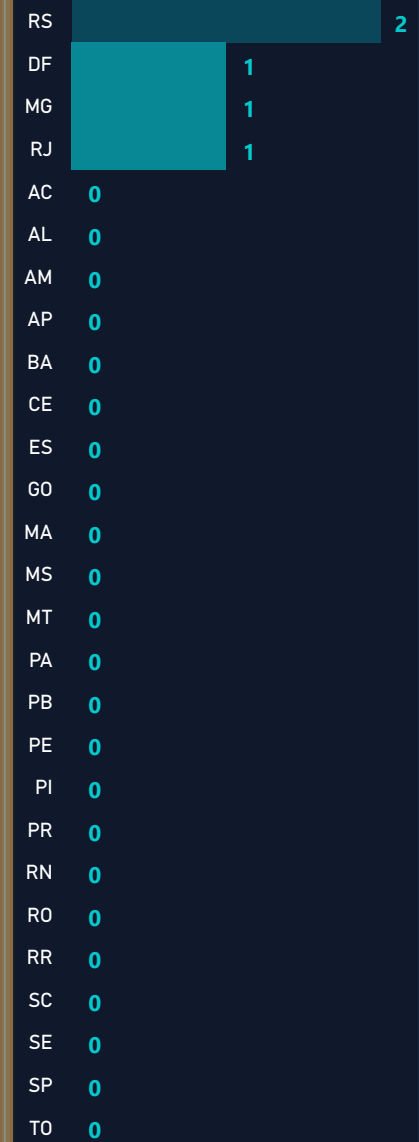 RS 2
DF 1
MG 1
RJ 1
AC 0
AL 0
AM 0
AP 0
BA 0
CE 0
ES 0
GO 0
MA 0
MS 0
MT 0
PA 0
PB 0
PE 0
PI 0
PR 0
RN 0
RO 0
RR 0
SC 0
SE 0
SP 0
TO 0